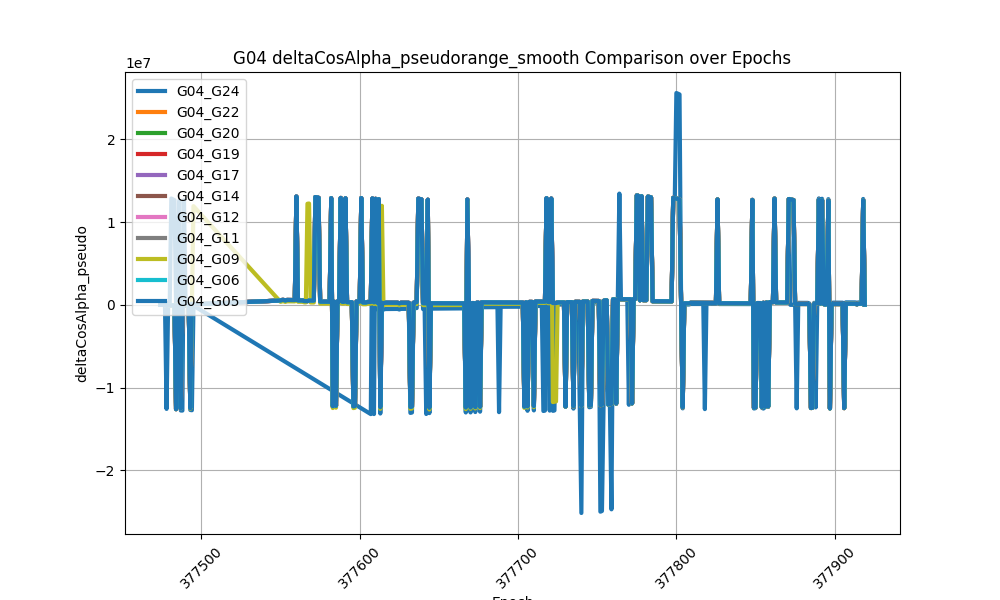 G04 deltaCosAlpha_pseudorange_smooth Comparison over Epochs
1e7
G04_G24
G04_G22
G04_G20
G04_G19
G04_G17
G04_G14
G04_G12
G04_G11
G04_G09
G04_G06
G04_G05
2
1
0
−1
−2
deltaCosAlpha_pseudo
377500
377600
377700
377800
377900
Epoch